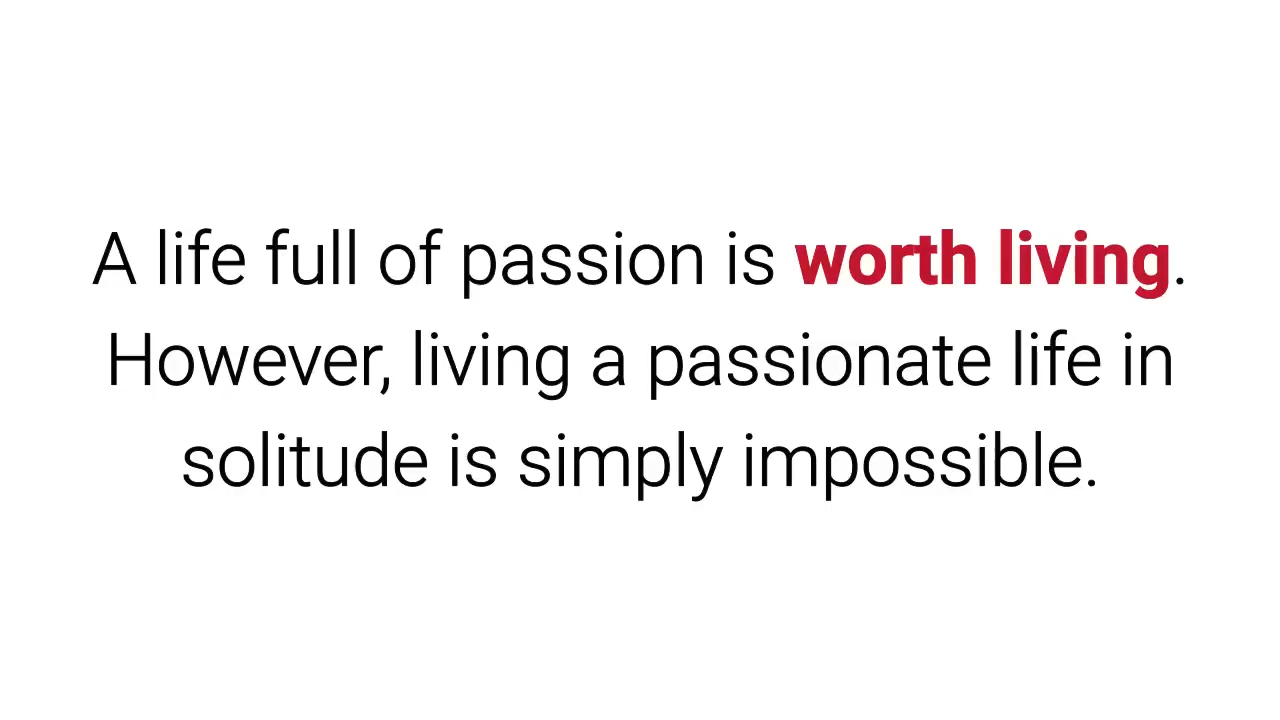 A life full of passion is worth living.
However, living a passionate life in
solitude is simply impossible.